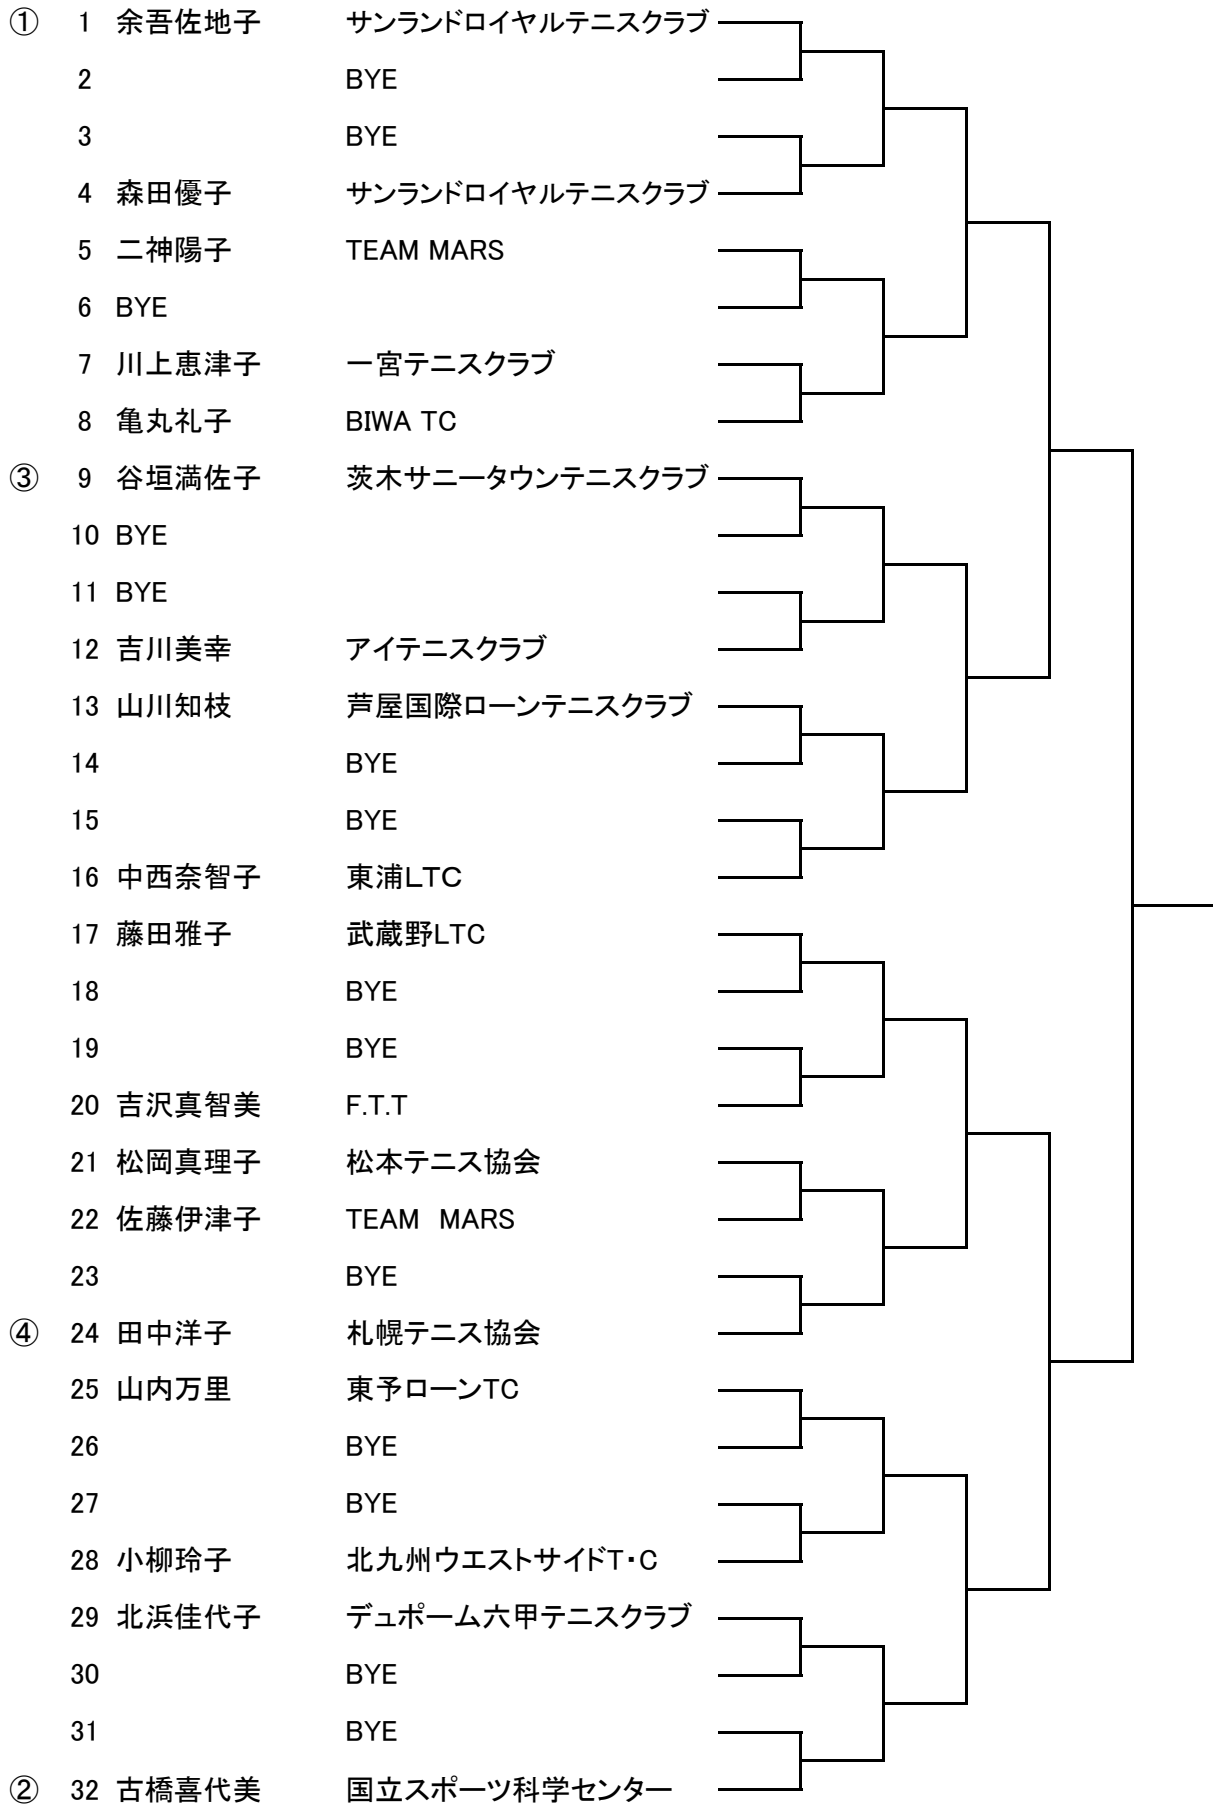 ① 1 余吾佐地子 サンランドロイヤルテニスクラブ
2 BYE
3 BYE
4 森田優子 サンランドロイヤルテニスクラブ
5 二神陽子 TEAM MARS
6 BYE
7 川上恵津子 一宮テニスクラブ
8 亀丸礼子 BIWA TC
③ 9 谷垣満佐子 茨木サニータウンテニスクラブ
10 BYE
11 BYE
12 吉川美幸 アイテニスクラブ
13 山川知枝 芦屋国際ローンテニスクラブ
14 BYE
15 BYE
16 中西奈智子 東浦ＬＴＣ
17 藤田雅子 武蔵野LTC
18 BYE
19 BYE
20 吉沢真智美 F.T.T
21 松岡真理子 松本テニス協会
22 佐藤伊津子 TEAM　MARS
23 BYE
④ 24 田中洋子 札幌テニス協会
25 山内万里 東予ローンTC
26 BYE
27 BYE
28 小柳玲子 北九州ウエストサイドT・C
29 北浜佳代子 デュポーム六甲テニスクラブ
30 BYE
31 BYE
② 32 古橋喜代美 国立スポーツ科学センター